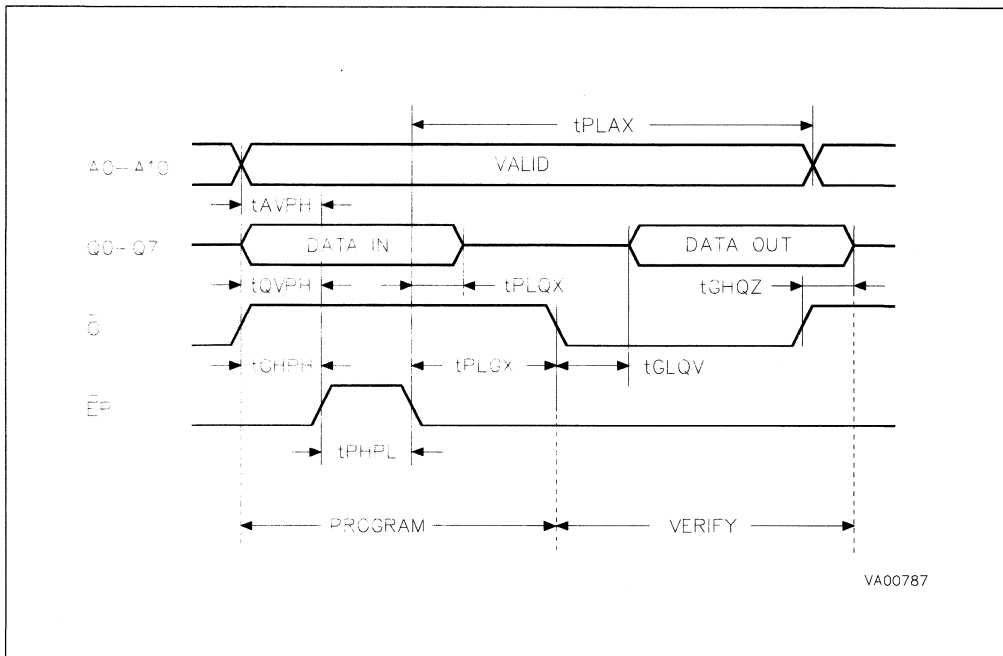 tPLAX
A0–A10
VALID
tAVPH
Q0–Q7
DATA IN
DATA OUT
tQVPH
tPLQX
tGHQZ
G̅
tGHPH
tPLGX
tGLQV
E̅P
tPHPL
PROGRAM
VERIFY
VA00787